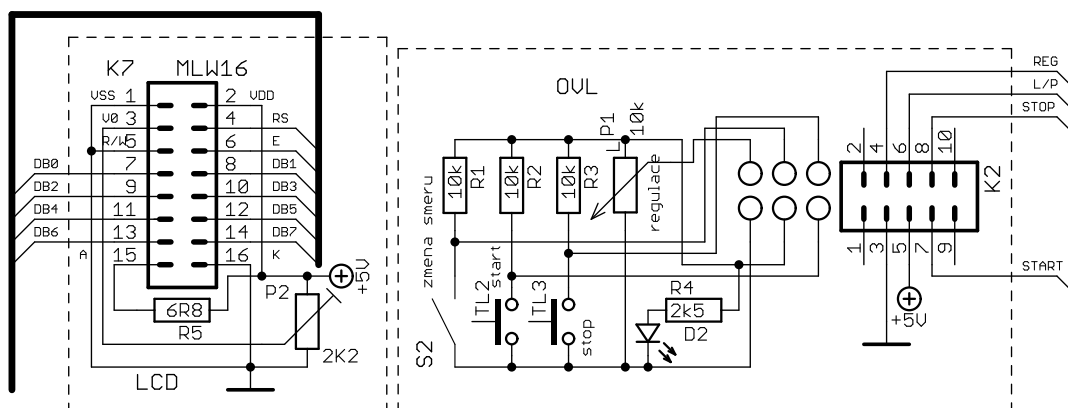 K7 MLW16
VSS 1 2 VDD
V0 3 4 RS
R/W 5 6 E
DB0 7 8 DB1
DB2 9 10 DB3
DB4 11 12 DB5
DB6 13 14 DB7
A 15 16 K
6R8
R5
P2
+5V
2K2
LCD
OVL
10k R1
10k R2
10k R3
P1 10k
regulace
zmena smeru
S2
TL2 start
TL3 stop
R4
2k5
D2
2 4 6 8 10
K2
1 3 5 7 9
+5V
REG
L/P
STOP
START